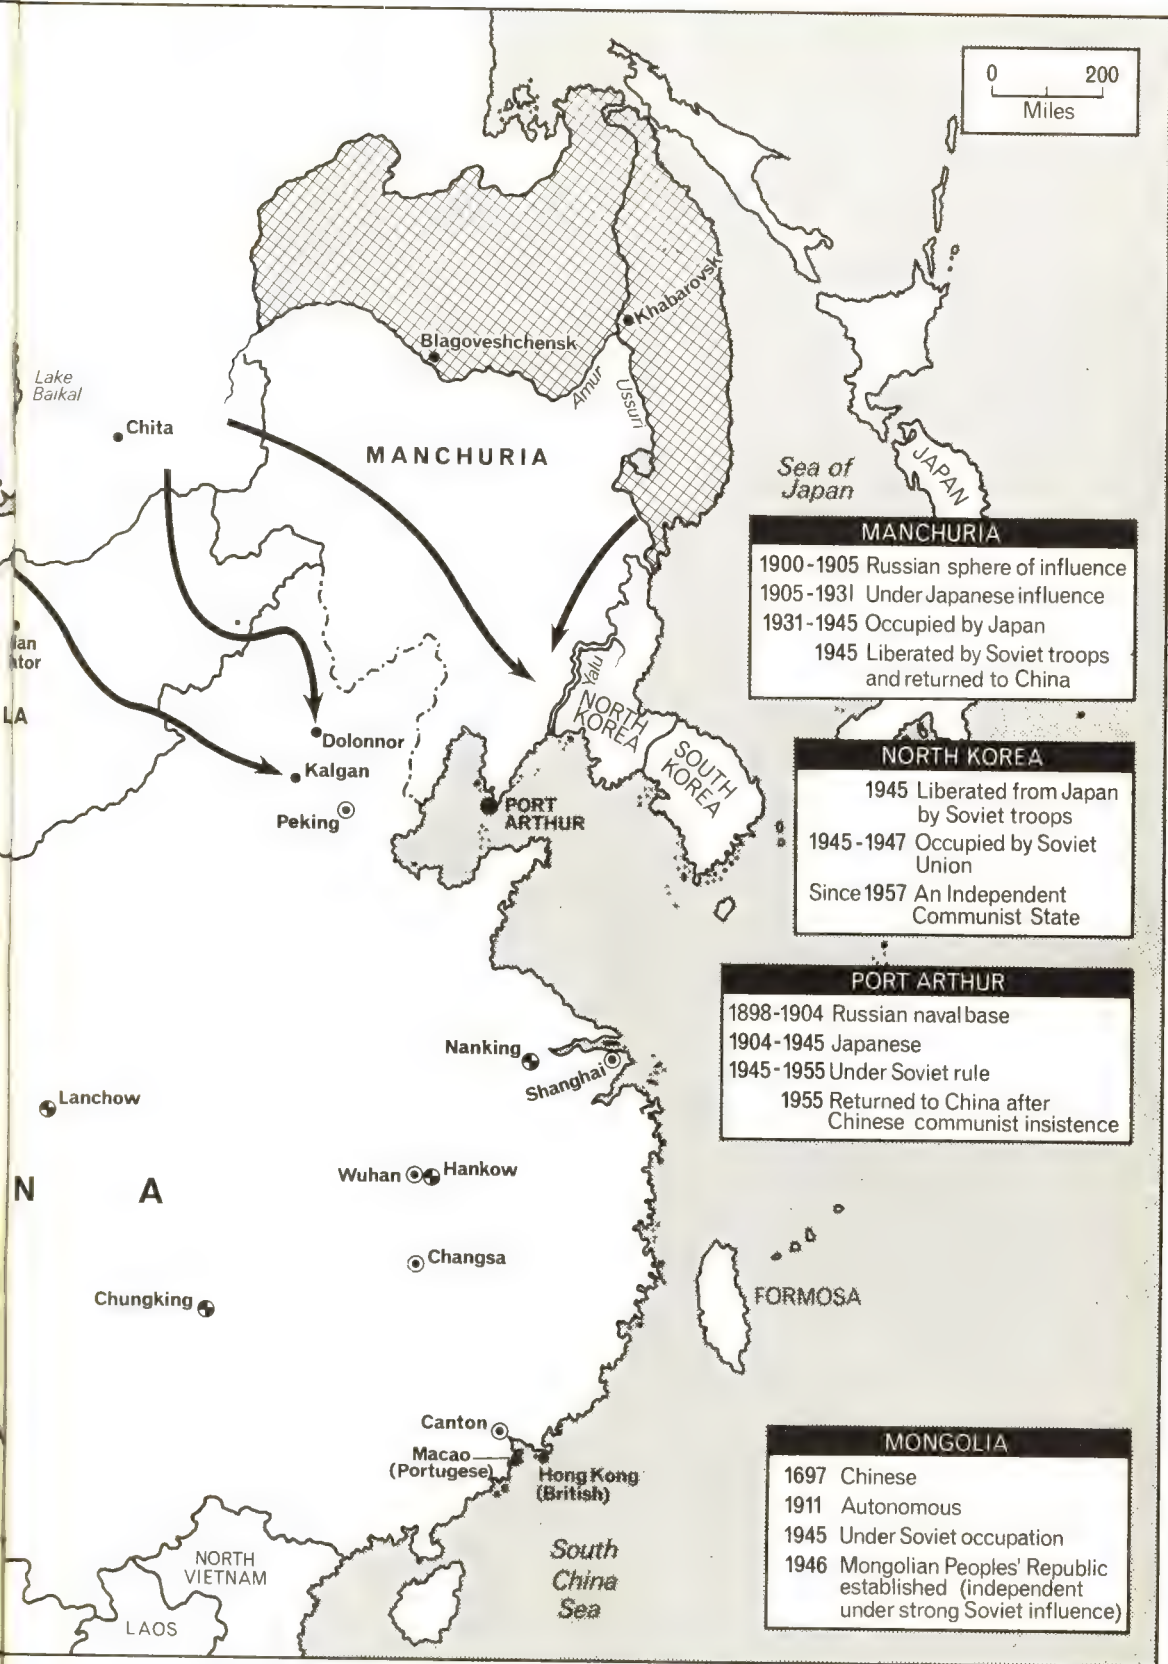 0 200
Miles
Khabarovsk
Blagoveshchensk
Amur
Ussuri
Lake
Baikal
Chita
MANCHURIA
Sea of
Japan
JAPAN
MANCHURIA
1900-1905 Russian sphere of influence
1905-1931 Under Japanese influence
1931-1945 Occupied by Japan
1945 Liberated by Soviet troops
and returned to China
LA
Yalu
NORTH
KOREA
SOUTH
KOREA
Dolonnor
Kalgan
Peking
PORT
ARTHUR
NORTH KOREA
1945 Liberated from Japan
by Soviet troops
1945-1947 Occupied by Soviet
Union
Since 1957 An Independent
Communist State
PORT ARTHUR
1898-1904 Russian naval base
1904-1945 Japanese
1945-1955 Under Soviet rule
1955 Returned to China after
Chinese communist insistence
Nanking
Shanghai
Lanchow
Wuhan
Hankow
N A
Changsa
Chungking
FORMOSA
Canton
Macao
(Portugese)
Hong Kong
(British)
South
China
Sea
NORTH
VIETNAM
LAOS
MONGOLIA
1697 Chinese
1911 Autonomous
1945 Under Soviet occupation
1946 Mongolian Peoples' Republic
established (independent
under strong Soviet influence)